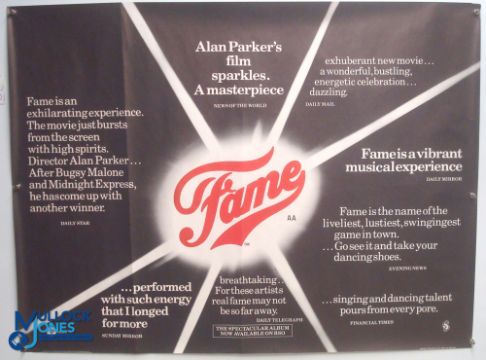 Alan Parker's
film
sparkles.
A masterpiece
NEWS OF THE WORLD
exhuberant new movie...
a wonderful, bustling,
energetic celebration...
dazzling.
DAILY MAIL
Fame is an
exhilarating experience.
The movie just bursts
from the screen
with high spirits.
Director Alan Parker...
After Bugsy Malone
and Midnight Express,
he has come up with
another winner.
DAILY STAR
Fame is a vibrant
musical experience
DAILY MIRROR
Fame
AA
TM
Fame is the name of the
liveliest, lustiest, swingingest
game in town.
...Go see it and take your
dancing shoes.
EVENING NEWS
...performed
with such energy
that I longed
for more
SUNDAY MIRROR
breathtaking..
For these artists
real fame may not
be so far away.
DAILY TELEGRAPH
THE SPECTACULAR ALBUM
NOW AVAILABLE ON RSO
...singing and dancing talent
pours from every pore.
FINANCIAL TIMES
MULLOCK
JONES